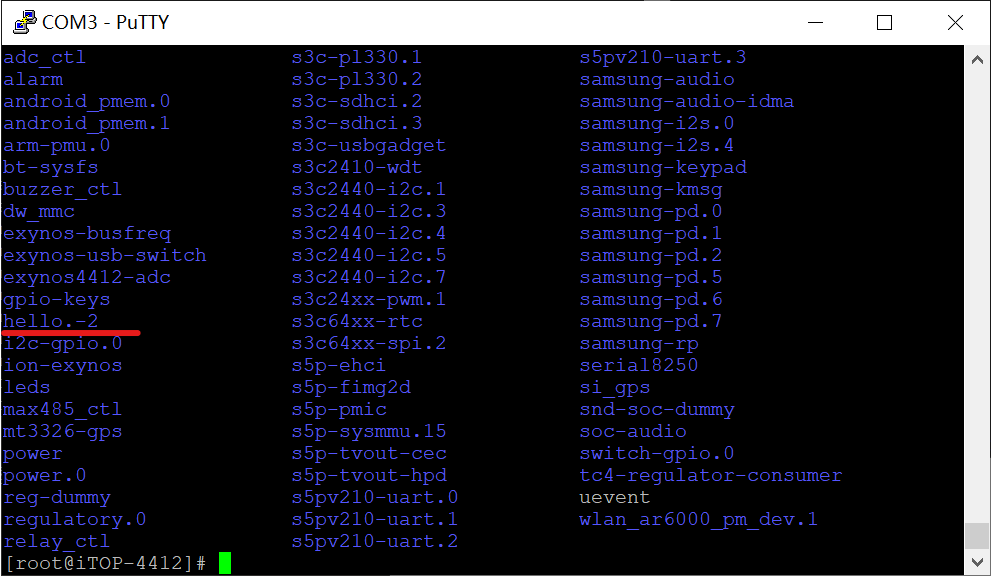 COM3 - PuTTY
adc_ctl s3c-pl330.1 s5pv210-uart.3
alarm s3c-pl330.2 samsung-audio
android_pmem.0 s3c-sdhci.2 samsung-audio-idma
android_pmem.1 s3c-sdhci.3 samsung-i2s.0
arm-pmu.0 s3c-usbgadget samsung-i2s.4
bt-sysfs s3c2410-wdt samsung-keypad
buzzer_ctl s3c2440-i2c.1 samsung-kmsg
dw_mmc s3c2440-i2c.3 samsung-pd.0
exynos-busfreq s3c2440-i2c.4 samsung-pd.1
exynos-usb-switch s3c2440-i2c.5 samsung-pd.2
exynos4412-adc s3c2440-i2c.7 samsung-pd.5
gpio-keys s3c24xx-pwm.1 samsung-pd.6
hello.-2 s3c64xx-rtc samsung-pd.7
i2c-gpio.0 s3c64xx-spi.2 samsung-rp
ion-exynos s5p-ehci serial8250
leds s5p-fimg2d si_gps
max485_ctl s5p-pmic snd-soc-dummy
mt3326-gps s5p-sysmmu.15 soc-audio
power s5p-tvout-cec switch-gpio.0
power.0 s5p-tvout-hpd tc4-regulator-consumer
reg-dummy s5pv210-uart.0 uevent
regulatory.0 s5pv210-uart.1 wlan_ar6000_pm_dev.1
relay_ctl s5pv210-uart.2
[root@iTOP-4412]#